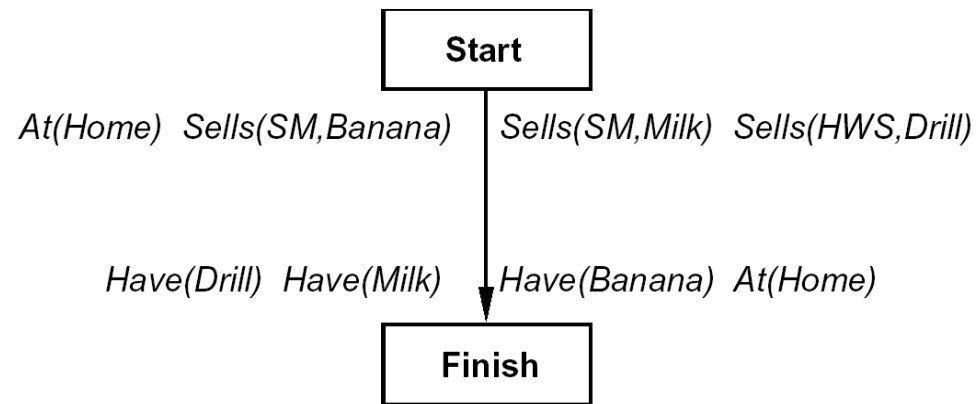 Start
At(Home) Sells(SM,Banana) Sells(SM,Milk) Sells(HWS,Drill)
Have(Drill) Have(Milk) Have(Banana) At(Home)
Finish